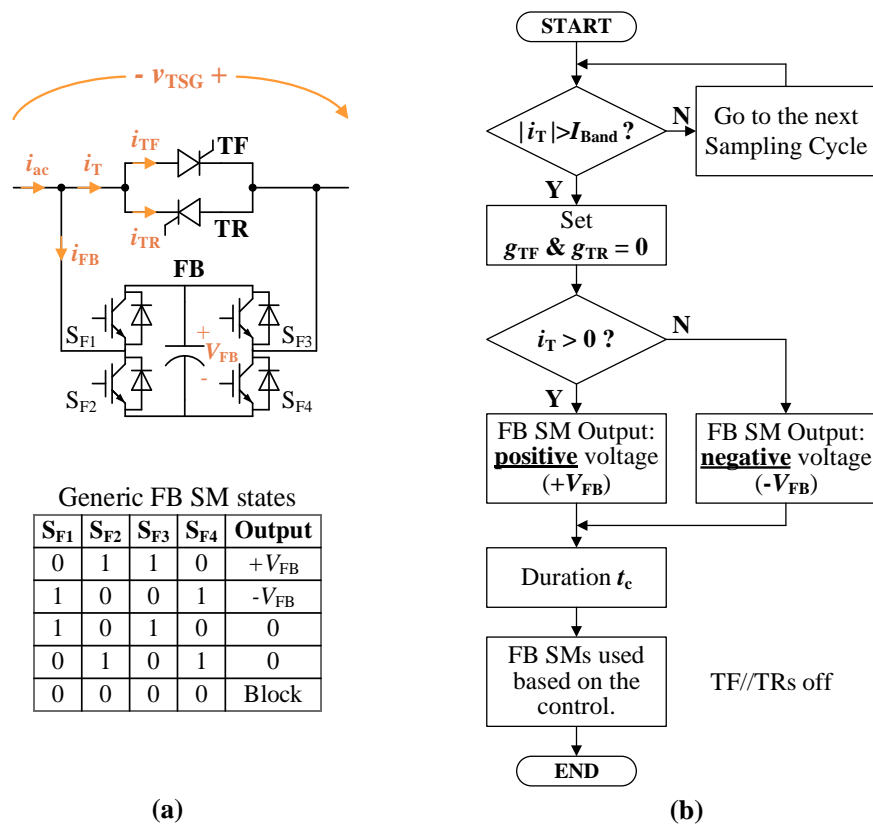 - vTSG +
iTF
TF
iac
iT
iTR
TR
iFB
FB
SF1
+
VFB
-
SF3
SF2
SF4
Generic FB SM states
SF1 SF2 SF3 SF4 Output
0 1 1 0 +VFB
1 0 0 1 -VFB
1 0 1 0 0
0 1 0 1 0
0 0 0 0 Block
(a)
START
|iT|>IBand ?
N
Go to the next
Sampling Cycle
Y
Set
gTF & gTR = 0
iT > 0 ?
N
Y
FB SM Output:
positive voltage
(+VFB)
FB SM Output:
negative voltage
(-VFB)
Duration tc
FB SMs used
based on the
control.
TF//TRs off
END
(b)